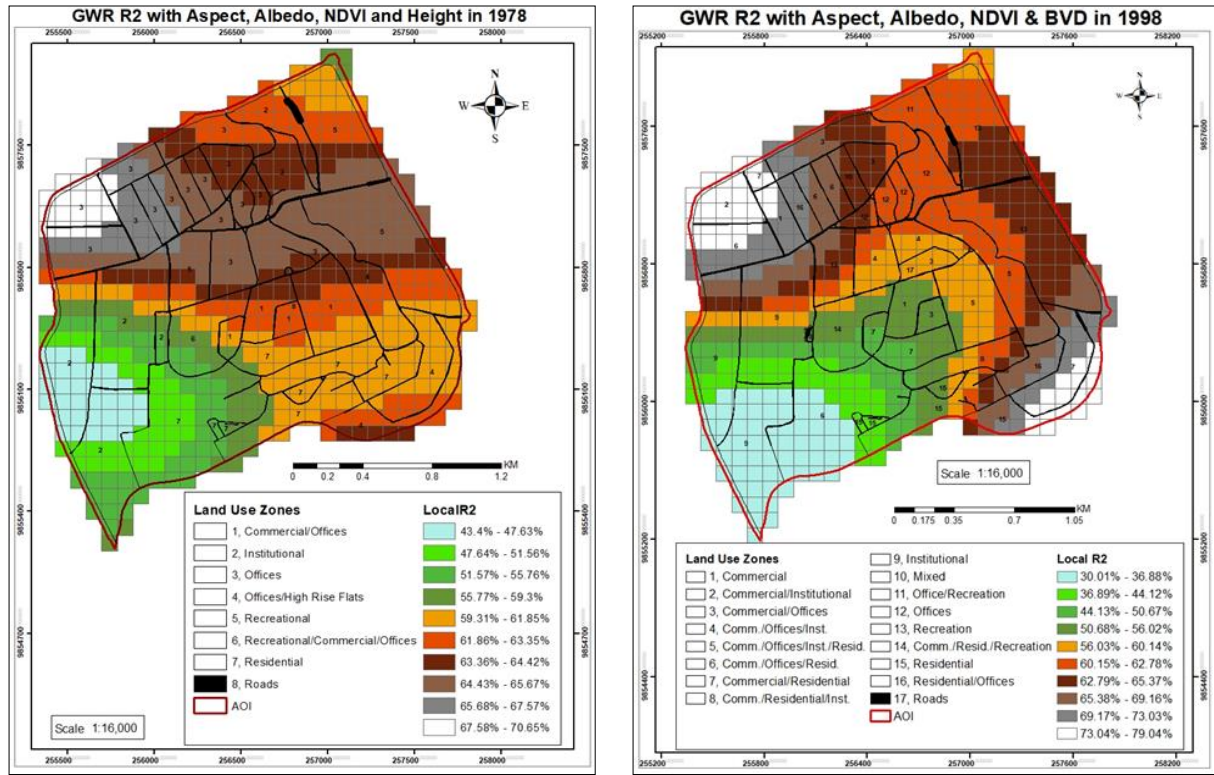 GWR R2 with Aspect, Albedo, NDVI and Height in 1978
255500 256000 256500 257000 257500 258000
9857500
9856800
9856100
9855400
9854700
N
W E
S
KM
0 0.2 0.4 0.8 1.2
Land Use Zones
1, Commercial/Offices
2, Institutional
3, Offices
4, Offices/High Rise Flats
5, Recreational
6, Recreational/Commercial/Offices
7, Residential
8, Roads
AOI
LocalR2
43.4% - 47.63%
47.64% - 51.56%
51.57% - 55.76%
55.77% - 59.3%
59.31% - 61.85%
61.86% - 63.35%
63.36% - 64.42%
64.43% - 65.67%
65.68% - 67.57%
67.58% - 70.65%
Scale 1:16,000
255500 256000 256500 257000 257500 258000
GWR R2 with Aspect, Albedo, NDVI & BVD in 1998
255200 255800 256400 257000 257600 258200
9857600
9856800
9856000
9855200
9854400
N
W E
S
Scale 1:16,000
KM
0 0.175 0.35 0.7 1.05
Land Use Zones
1, Commercial
2, Commercial/Institutional
3, Commercial/Offices
4, Comm./Offices/Inst.
5, Comm./Offices/Inst./Resid.
6, Comm./Offices/Resid.
7, Commercial/Residential
8, Comm./Residential/Inst.
9, Institutional
10, Mixed
11, Office/Recreation
12, Offices
13, Recreation
14, Comm./Resid./Recreation
15, Residential
16, Residential/Offices
17, Roads
AOI
Local R2
30.01% - 36.88%
36.89% - 44.12%
44.13% - 50.67%
50.68% - 56.02%
56.03% - 60.14%
60.15% - 62.78%
62.79% - 65.37%
65.38% - 69.16%
69.17% - 73.03%
73.04% - 79.04%
255200 255800 256400 257000 257600 258200